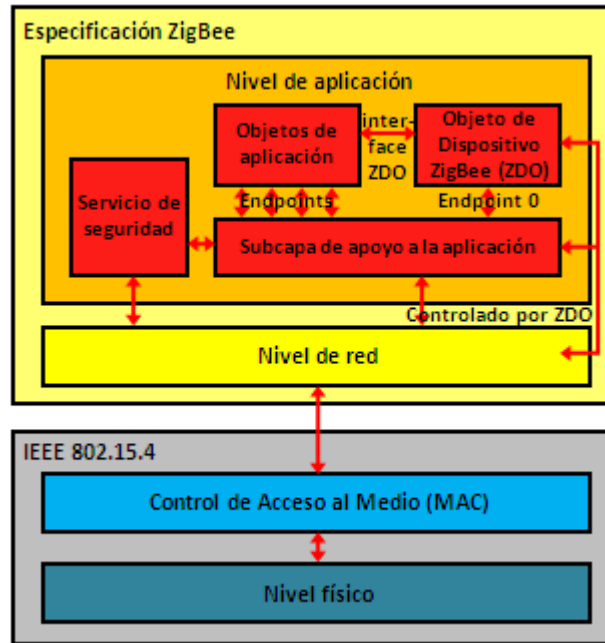 Especificación ZigBee
Nivel de aplicación
Objetos de
aplicación
inter-
face
ZDO
Objeto de
Dispositivo
ZigBee (ZDO)
Servicio de
seguridad
Endpoints
Endpoint 0
Subcapa de apoyo a la aplicación
Controlado por ZDO
Nivel de red
IEEE 802.15.4
Control de Acceso al Medio (MAC)
Nivel físico